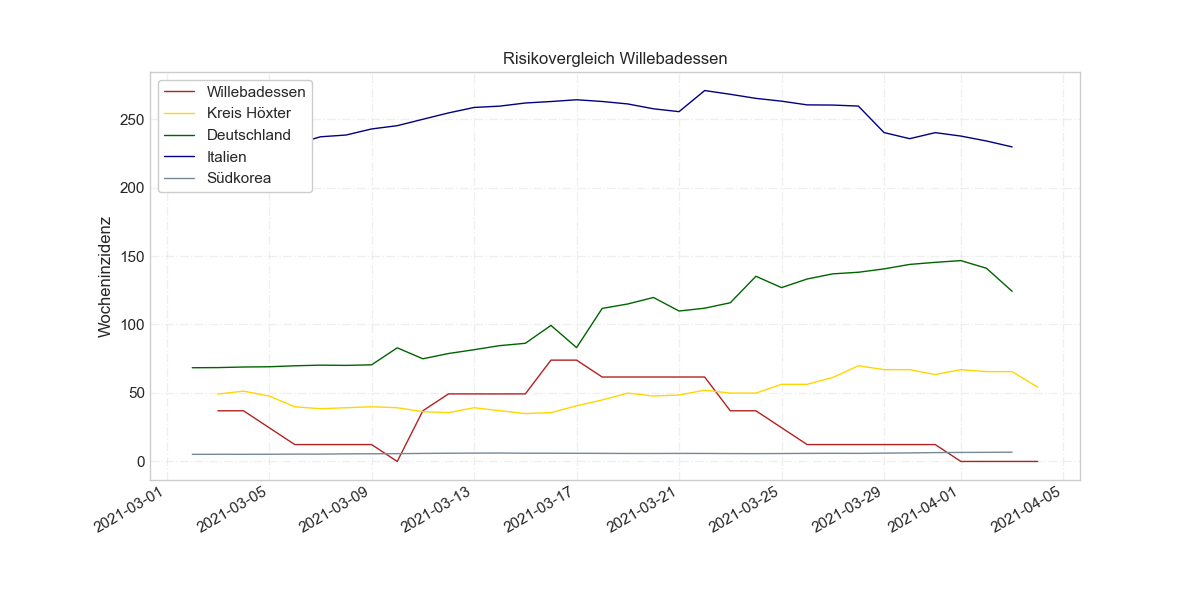 Risikovergleich Willebadessen
Willebadessen
Kreis Höxter
Deutschland
Italien
Südkorea
Wocheninzidenz
250
200
150
100
50
0
2021-03-01
2021-03-05
2021-03-09
2021-03-13
2021-03-17
2021-03-21
2021-03-25
2021-03-29
2021-04-01
2021-04-05